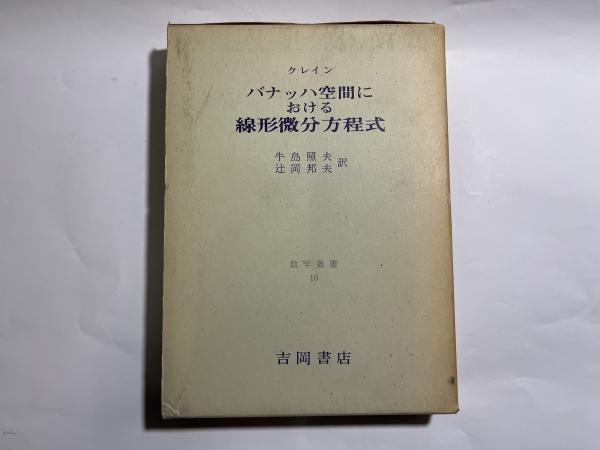 クレイン
バナッハ空間に
おける
線形微分方程式
牛島照夫
辻岡邦夫 訳
数学叢書
16
吉岡書店